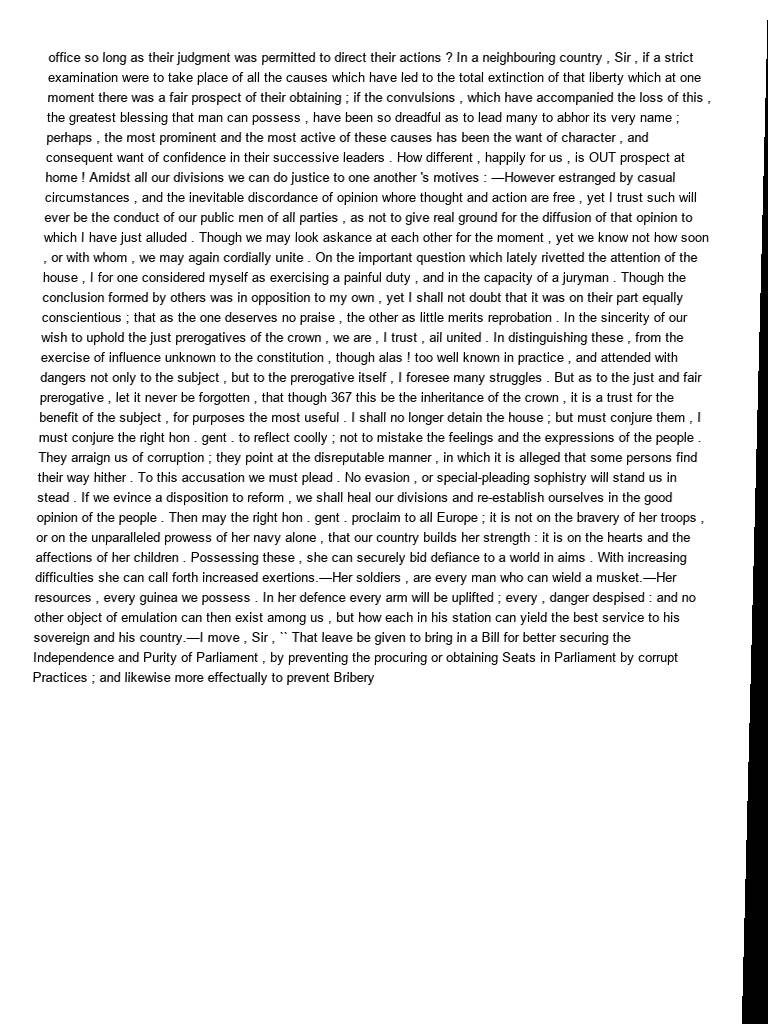 office so long as their judgment was permitted to direct their actions ? In a neighbouring country , Sir , if a strict
examination were to take place of all the causes which have led to the total extinction of that liberty which at one
moment there was a fair prospect of their obtaining ; if the convulsions , which have accompanied the loss of this ,
the greatest blessing that man can possess , have been so dreadful as to lead many to abhor its very name ;
perhaps , the most prominent and the most active of these causes has been the want of character , and
consequent want of confidence in their successive leaders . How different , happily for us , is OUT prospect at
home ! Amidst all our divisions we can do justice to one another 's motives : —However estranged by casual
circumstances , and the inevitable discordance of opinion whore thought and action are free , yet I trust such will
ever be the conduct of our public men of all parties , as not to give real ground for the diffusion of that opinion to
which I have just alluded . Though we may look askance at each other for the moment , yet we know not how soon
, or with whom , we may again cordially unite . On the important question which lately rivetted the attention of the
house , I for one considered myself as exercising a painful duty , and in the capacity of a juryman . Though the
conclusion formed by others was in opposition to my own , yet I shall not doubt that it was on their part equally
conscientious ; that as the one deserves no praise , the other as little merits reprobation . In the sincerity of our
wish to uphold the just prerogatives of the crown , we are , I trust , ail united . In distinguishing these , from the
exercise of influence unknown to the constitution , though alas ! too well known in practice , and attended with
dangers not only to the subject , but to the prerogative itself , I foresee many struggles . But as to the just and fair
prerogative , let it never be forgotten , that though 367 this be the inheritance of the crown , it is a trust for the
benefit of the subject , for purposes the most useful . I shall no longer detain the house ; but must conjure them , I
must conjure the right hon . gent . to reflect coolly ; not to mistake the feelings and the expressions of the people .
They arraign us of corruption ; they point at the disreputable manner , in which it is alleged that some persons find
their way hither . To this accusation we must plead . No evasion , or special-pleading sophistry will stand us in
stead . If we evince a disposition to reform , we shall heal our divisions and re-establish ourselves in the good
opinion of the people . Then may the right hon . gent . proclaim to all Europe ; it is not on the bravery of her troops ,
or on the unparalleled prowess of her navy alone , that our country builds her strength : it is on the hearts and the
affections of her children . Possessing these , she can securely bid defiance to a world in aims . With increasing
difficulties she can call forth increased exertions.—Her soldiers , are every man who can wield a musket.—Her
resources , every guinea we possess . In her defence every arm will be uplifted ; every , danger despised : and no
other object of emulation can then exist among us , but how each in his station can yield the best service to his
sovereign and his country.—I move , Sir , `` That leave be given to bring in a Bill for better securing the
Independence and Purity of Parliament , by preventing the procuring or obtaining Seats in Parliament by corrupt
Practices ; and likewise more effectually to prevent Bribery